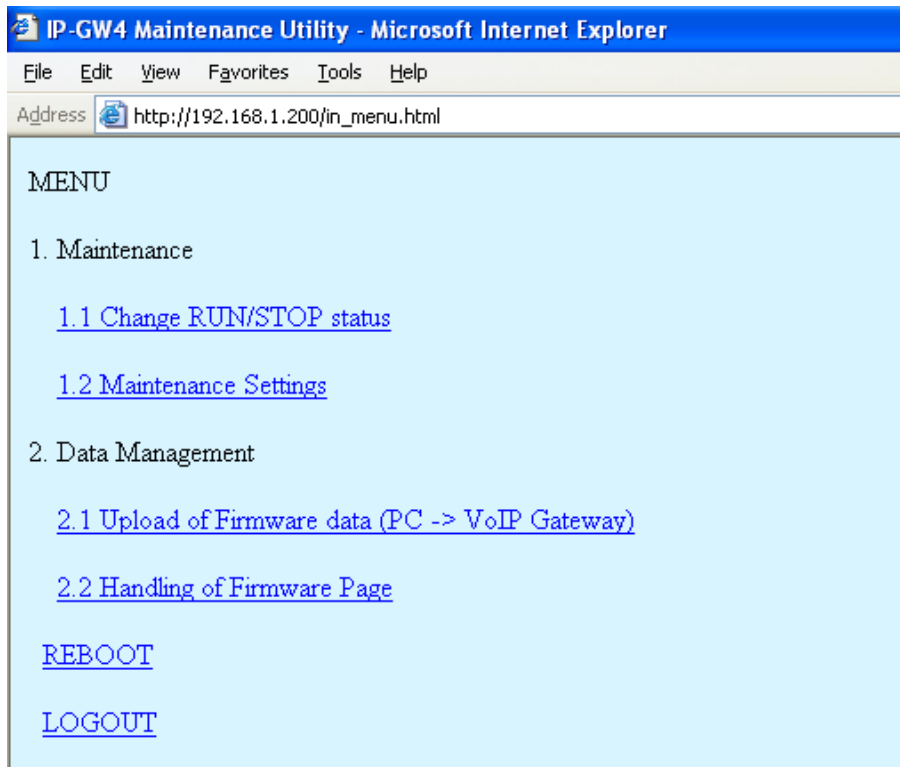 IP-GW4 Maintenance Utility - Microsoft Internet Explorer
File Edit View Favorites Tools Help
Address http://192.168.1.200/in_menu.html
MENU
1. Maintenance
1.1 Change RUN/STOP status
1.2 Maintenance Settings
2. Data Management
2.1 Upload of Firmware data (PC -> VoIP Gateway)
2.2 Handling of Firmware Page
REBOOT
LOGOUT